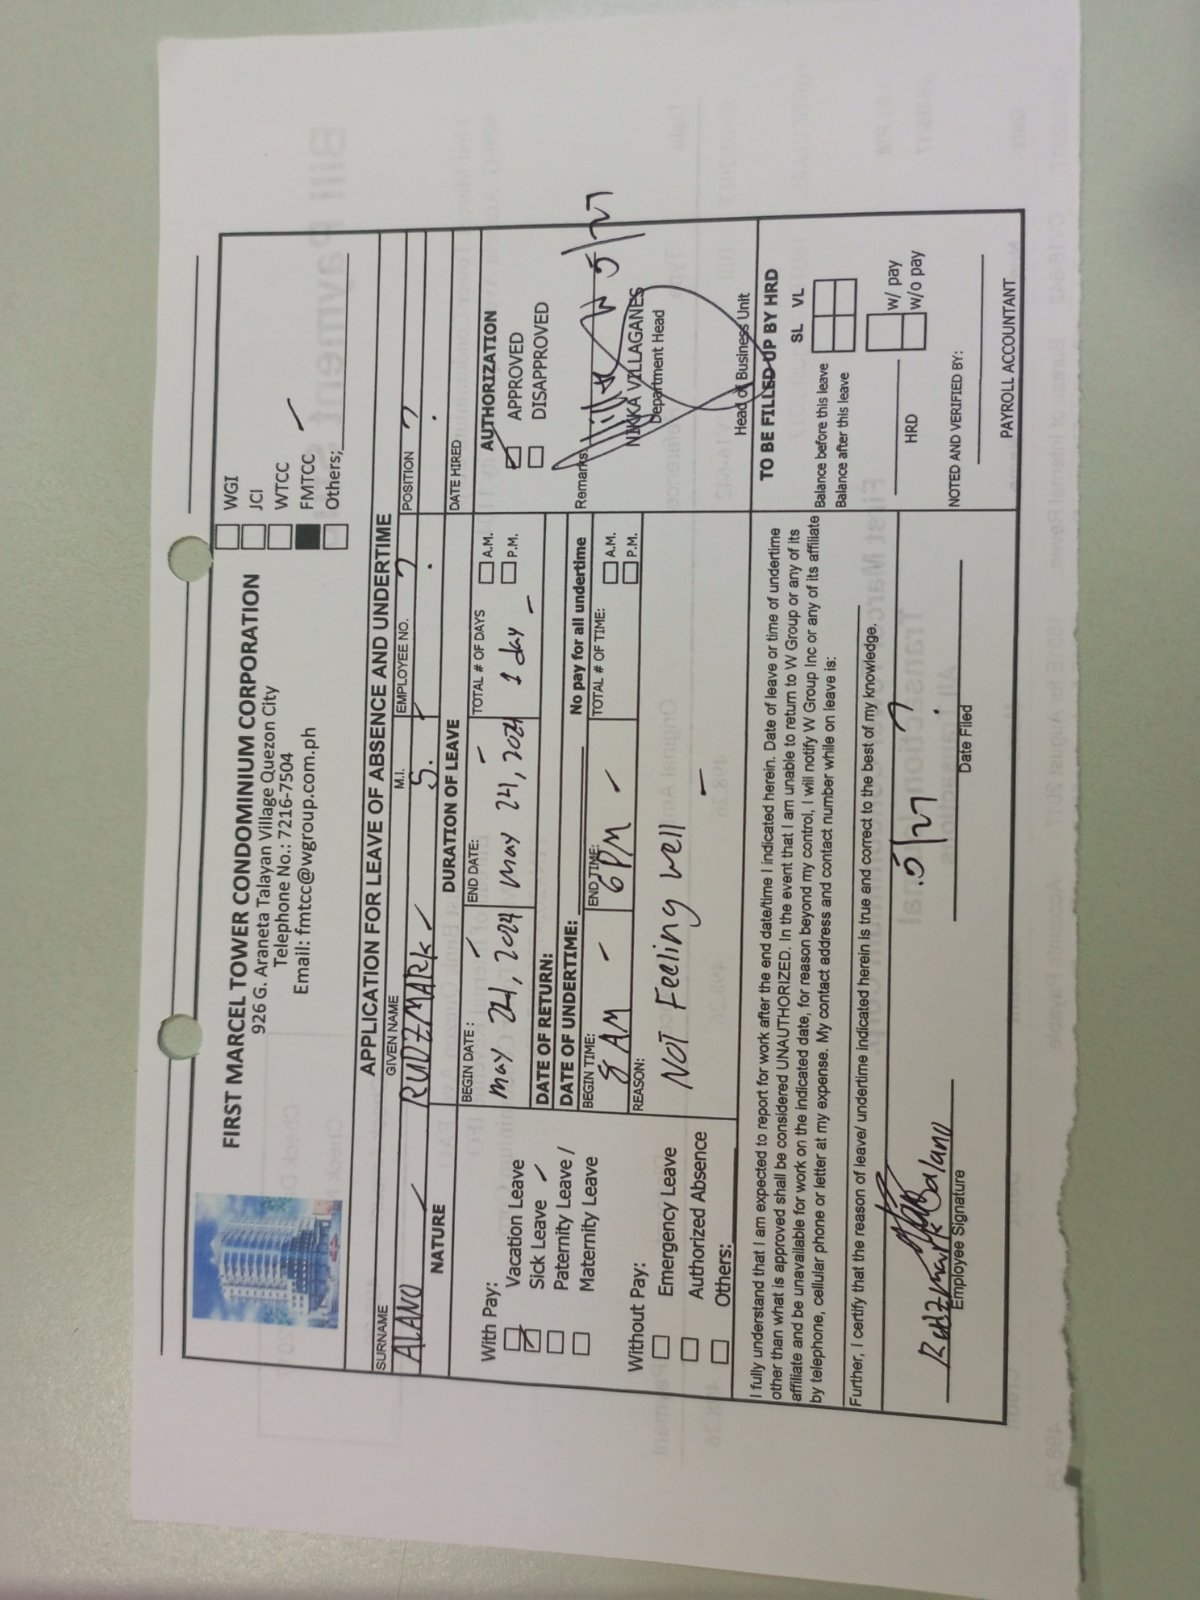 FIRST MARCEL TOWER CONDOMINIUM CORPORATION
926 G. Araneta Talayan Village Quezon City
Telephone No.: 7216-7504
Email: fmtcc@wgroup.com.ph
WGI
JCI
WTCC
FMTCC
Others;
APPLICATION FOR LEAVE OF ABSENCE AND UNDERTIME
SURNAME GIVEN NAME M.I. EMPLOYEE NO. POSITION
ALANO RUDZMARK S. ? ?
NATURE
DURATION OF LEAVE
DATE HIRED
With Pay:
Vacation Leave
Sick Leave
Paternity Leave /
Maternity Leave
Without Pay:
Emergency Leave
Authorized Absence
Others:
BEGIN DATE: END DATE: TOTAL # OF DAYS
may 24, 2024 may 24, 2024 1 day
A.M.
P.M.
DATE OF RETURN:
DATE OF UNDERTIME: No pay for all undertime
BEGIN TIME: END TIME: TOTAL # OF TIME:
8 AM 6 PM
A.M.
P.M.
REASON:
Not Feeling well
AUTHORIZATION
APPROVED
DISAPPROVED
Remarks:
5/27
NIKKA VILLAGANES
Department Head
Head of Business Unit
I fully understand that I am expected to report for work after the end date/time I indicated herein. Date of leave or time of undertime
other than what is approved shall be considered UNAUTHORIZED. In the event that I am unable to return to W Group or any of its
affiliate and be unavailable for work on the indicated date, for reason beyond my control, I will notify W Group Inc or any of its affiliate
by telephone, cellular phone or letter at my expense. My contact address and contact number while on leave is:
Further, I certify that the reason of leave/ undertime indicated herein is true and correct to the best of my knowledge.
Rudzmark Alano
5/27 ?
Employee Signature
Date Filed
TO BE FILLED UP BY HRD
SL VL
Balance before this leave
Balance after this leave
w/ pay
w/o pay
HRD
NOTED AND VERIFIED BY:
PAYROLL ACCOUNTANT